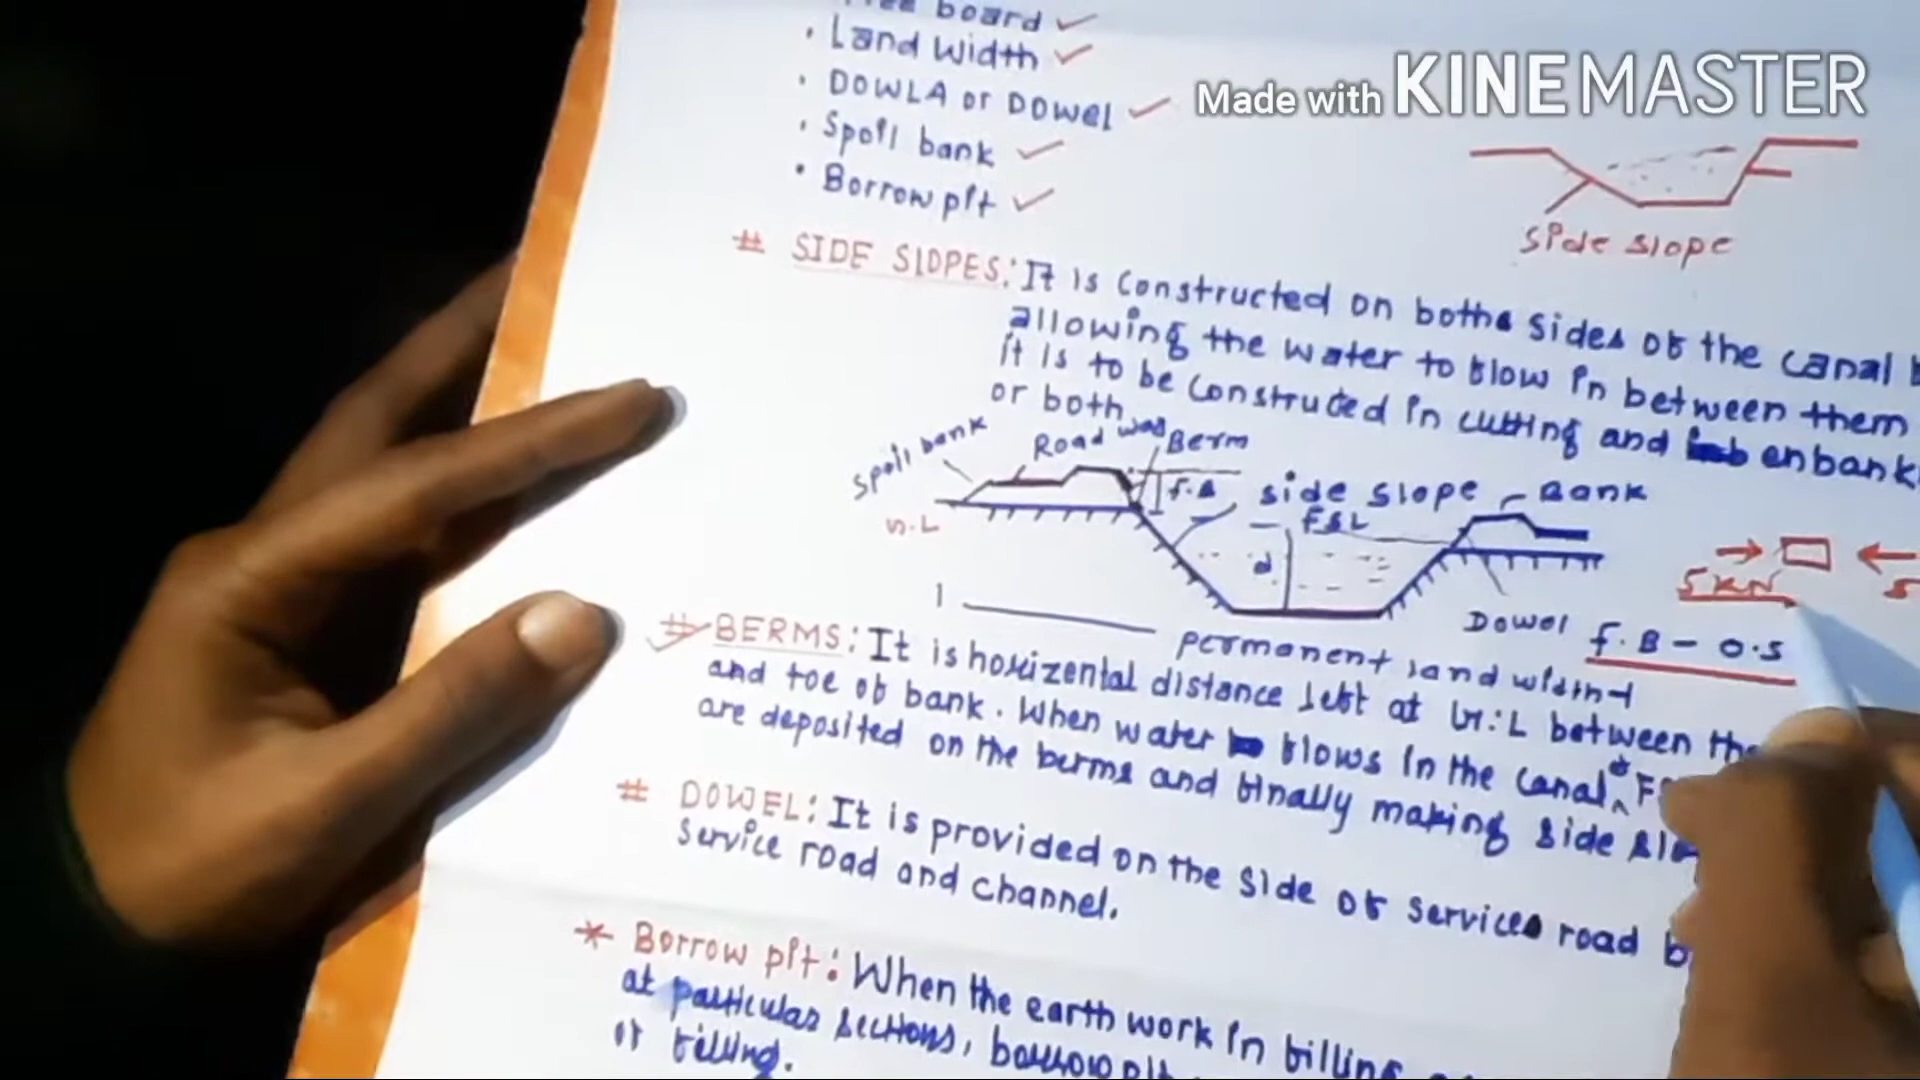 board
• Land Width
Made with KINEMASTER
• DOWLA or DOWel
• Spoil bank
• Borrow pit
side slope
# SIDE SLOPES: It is constructed on both sides of the canal
allowing the water to flow in between them
it is to be constructed in cutting and enbank
or both
spoil bank
Road way
Berm
f.B
side slope
Bank
FSL
G.L
d
5 KN
5
Dowel
f.B - 0.5
permanent land width
# BERMS: It is horizental distance left at G.L between the
and toe of bank. When water flows in the canal
are deposited on the berms and finally making side
# DOWEL: It is provided on the side of service road
service road and channel.
* Borrow pit: When the earth work in filling
at particular sections, borrow pit
of filling.